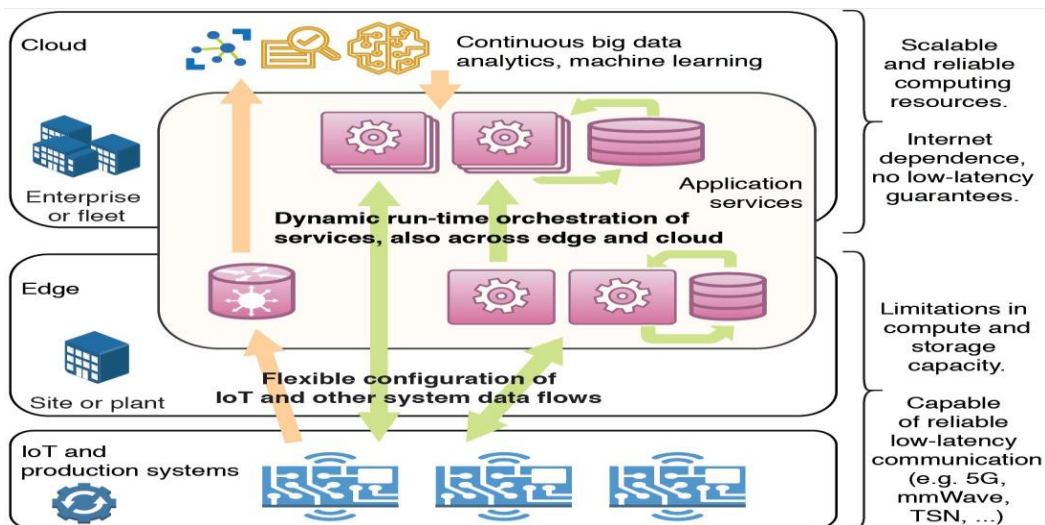 Cloud
Continuous big data
analytics, machine learning
Enterprise
or fleet
Application
services
Dynamic run-time orchestration of
services, also across edge and cloud
Scalable
and reliable
computing
resources.
Internet
dependence,
no low-latency
guarantees.
Edge
Site or plant
Flexible configuration of
IoT and other system data flows
Limitations in
compute and
storage
capacity.
Capable
of reliable
low-latency
communication
(e.g. 5G,
mmWave,
TSN, ...)
IoT and
production systems